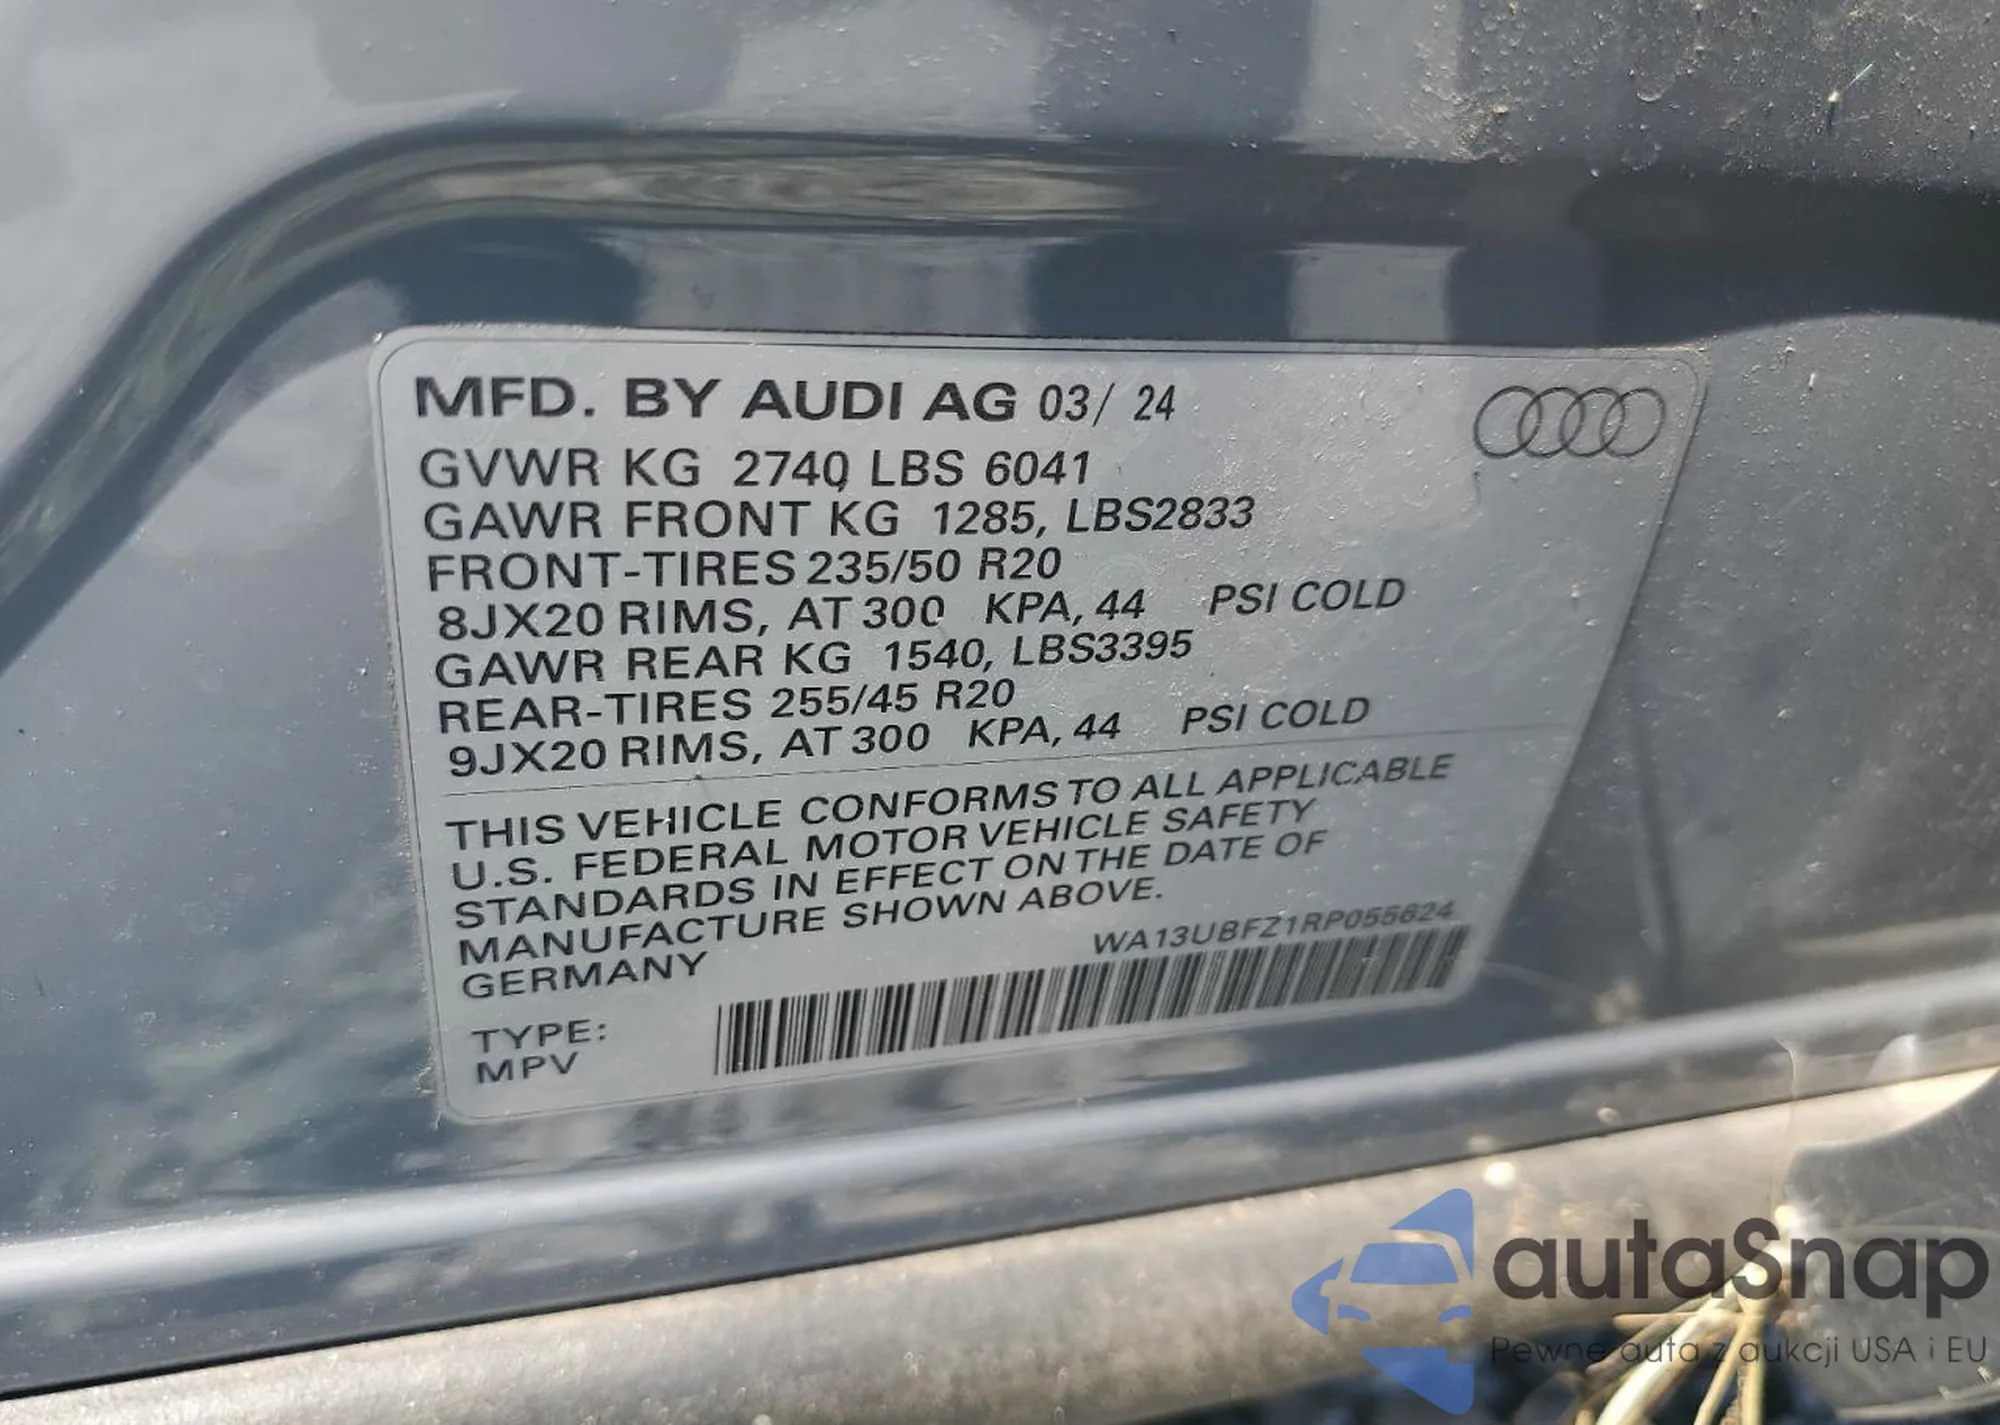 MFD. BY AUDI AG 03/ 24
GVWR KG 2740 LBS 6041
GAWR FRONT KG 1285, LBS2833
FRONT-TIRES 235/50 R20
8JX20 RIMS, AT 300 KPA, 44 PSI COLD
GAWR REAR KG 1540, LBS3395
REAR-TIRES 255/45 R20
9JX20 RIMS, AT 300 KPA, 44 PSI COLD
THIS VEHICLE CONFORMS TO ALL APPLICABLE
U.S. FEDERAL MOTOR VEHICLE SAFETY
STANDARDS IN EFFECT ON THE DATE OF
MANUFACTURE SHOWN ABOVE.
GERMANY
TYPE:
MPV
autaSnap
Pewne auta z aukcji USA i EU